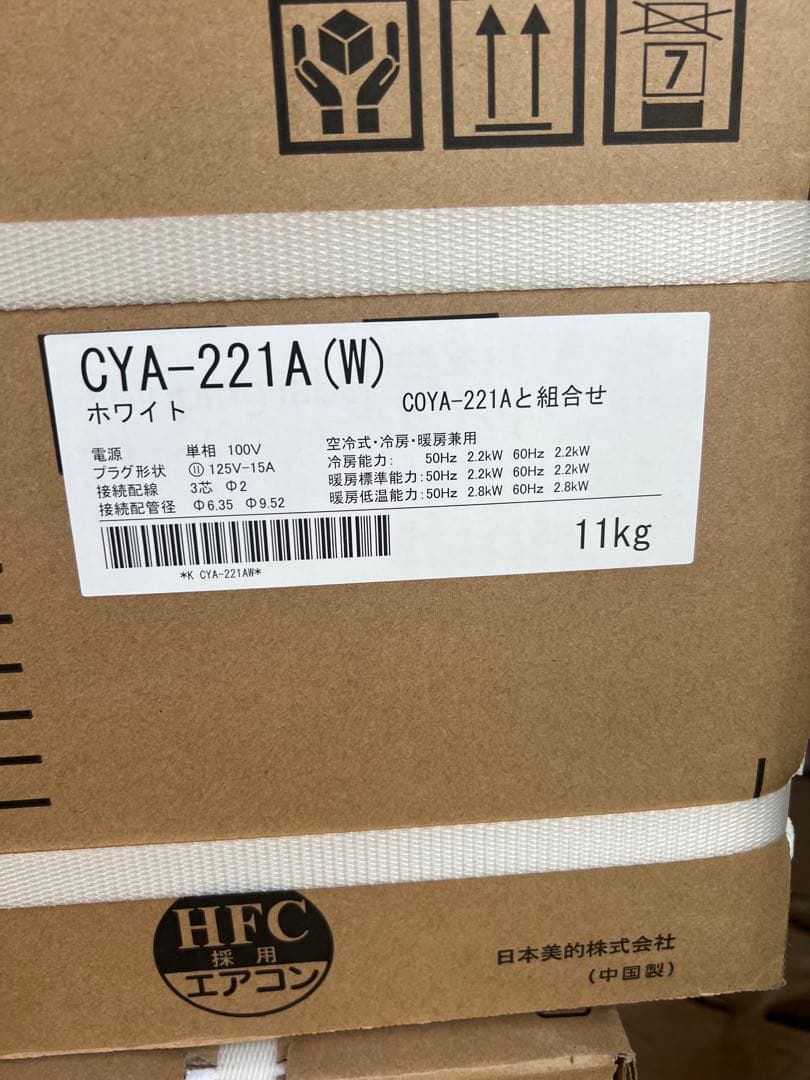 7
CYA-221A(W)
ホワイト
COYA-221Aと組合せ
電源 単相 100V
プラグ形状 125V-15A
接続配線 3芯 Φ2
接続配管径 Φ6.35 Φ9.52
空冷式・冷房・暖房兼用
冷房能力: 50Hz 2.2kW 60Hz 2.2kW
暖房標準能力:50Hz 2.2kW 60Hz 2.2kW
暖房低温能力:50Hz 2.8kW 60Hz 2.8kW
*K CYA-221AW*
11kg
HFC
採用
エアコン
日本美的株式会社
(中国製)